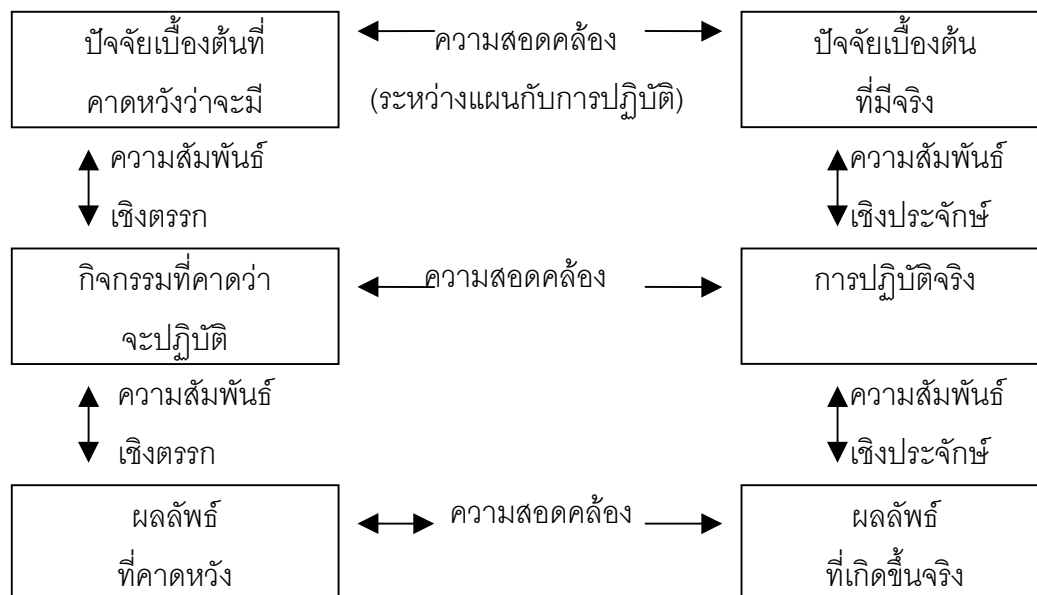 ปัจจัยเบื้องต้นที่
คาดหวังว่าจะมี
ความสอดคล้อง
(ระหว่างแผนกับการปฏิบัติ)
ปัจจัยเบื้องต้น
ที่มีจริง
ความสัมพันธ์
เชิงตรรก
ความสัมพันธ์
เชิงประจักษ์
กิจกรรมที่คาดว่า
จะปฏิบัติ
ความสอดคล้อง
การปฏิบัติจริง
ความสัมพันธ์
เชิงตรรก
ความสัมพันธ์
เชิงประจักษ์
ผลลัพธ์
ที่คาดหวัง
ความสอดคล้อง
ผลลัพธ์
ที่เกิดขึ้นจริง